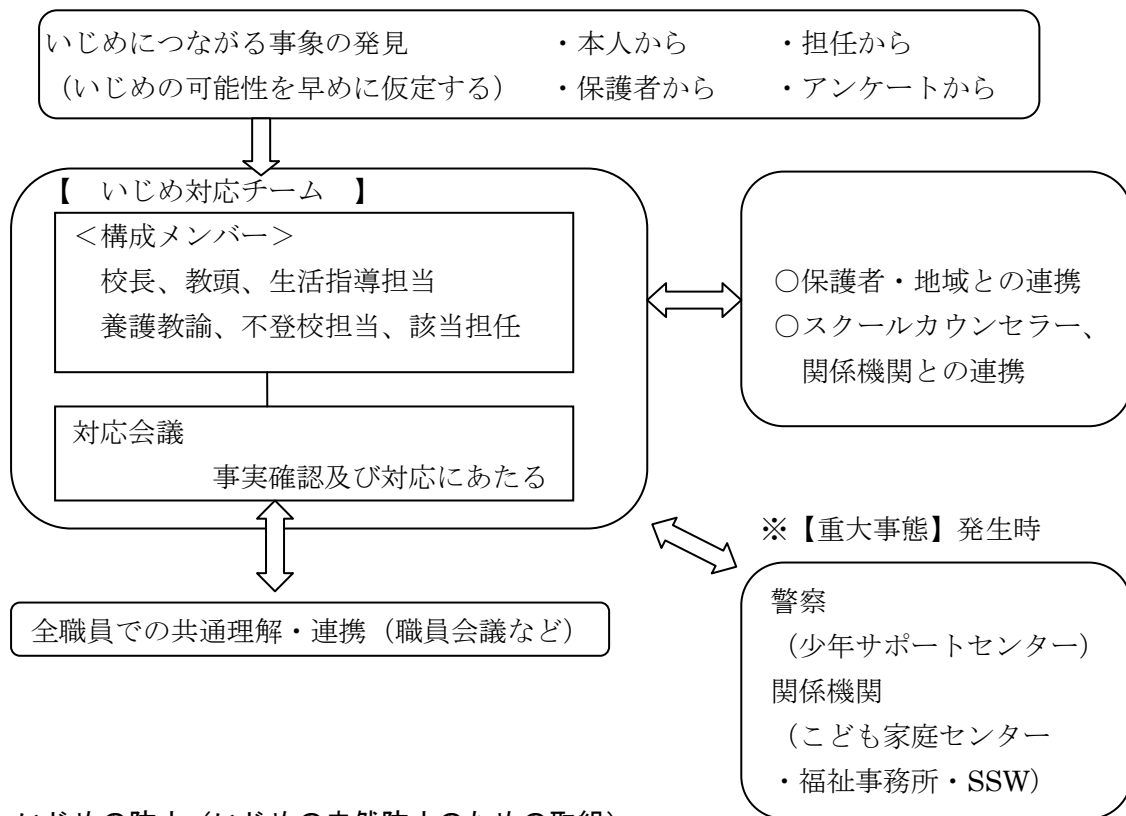 いじめにつながる事象の発見 ・本人から ・担任から
（いじめの可能性を早めに仮定する） ・保護者から ・アンケートから
【 いじめ対応チーム 】
＜構成メンバー＞
校長、教頭、生活指導担当
養護教諭、不登校担当、該当担任
対応会議
事実確認及び対応にあたる
○保護者・地域との連携
○スクールカウンセラー、
関係機関との連携
全職員での共通理解・連携（職員会議など）
※【重大事態】発生時
警察
（少年サポートセンター）
関係機関
（こども家庭センター
・福祉事務所・SSW）